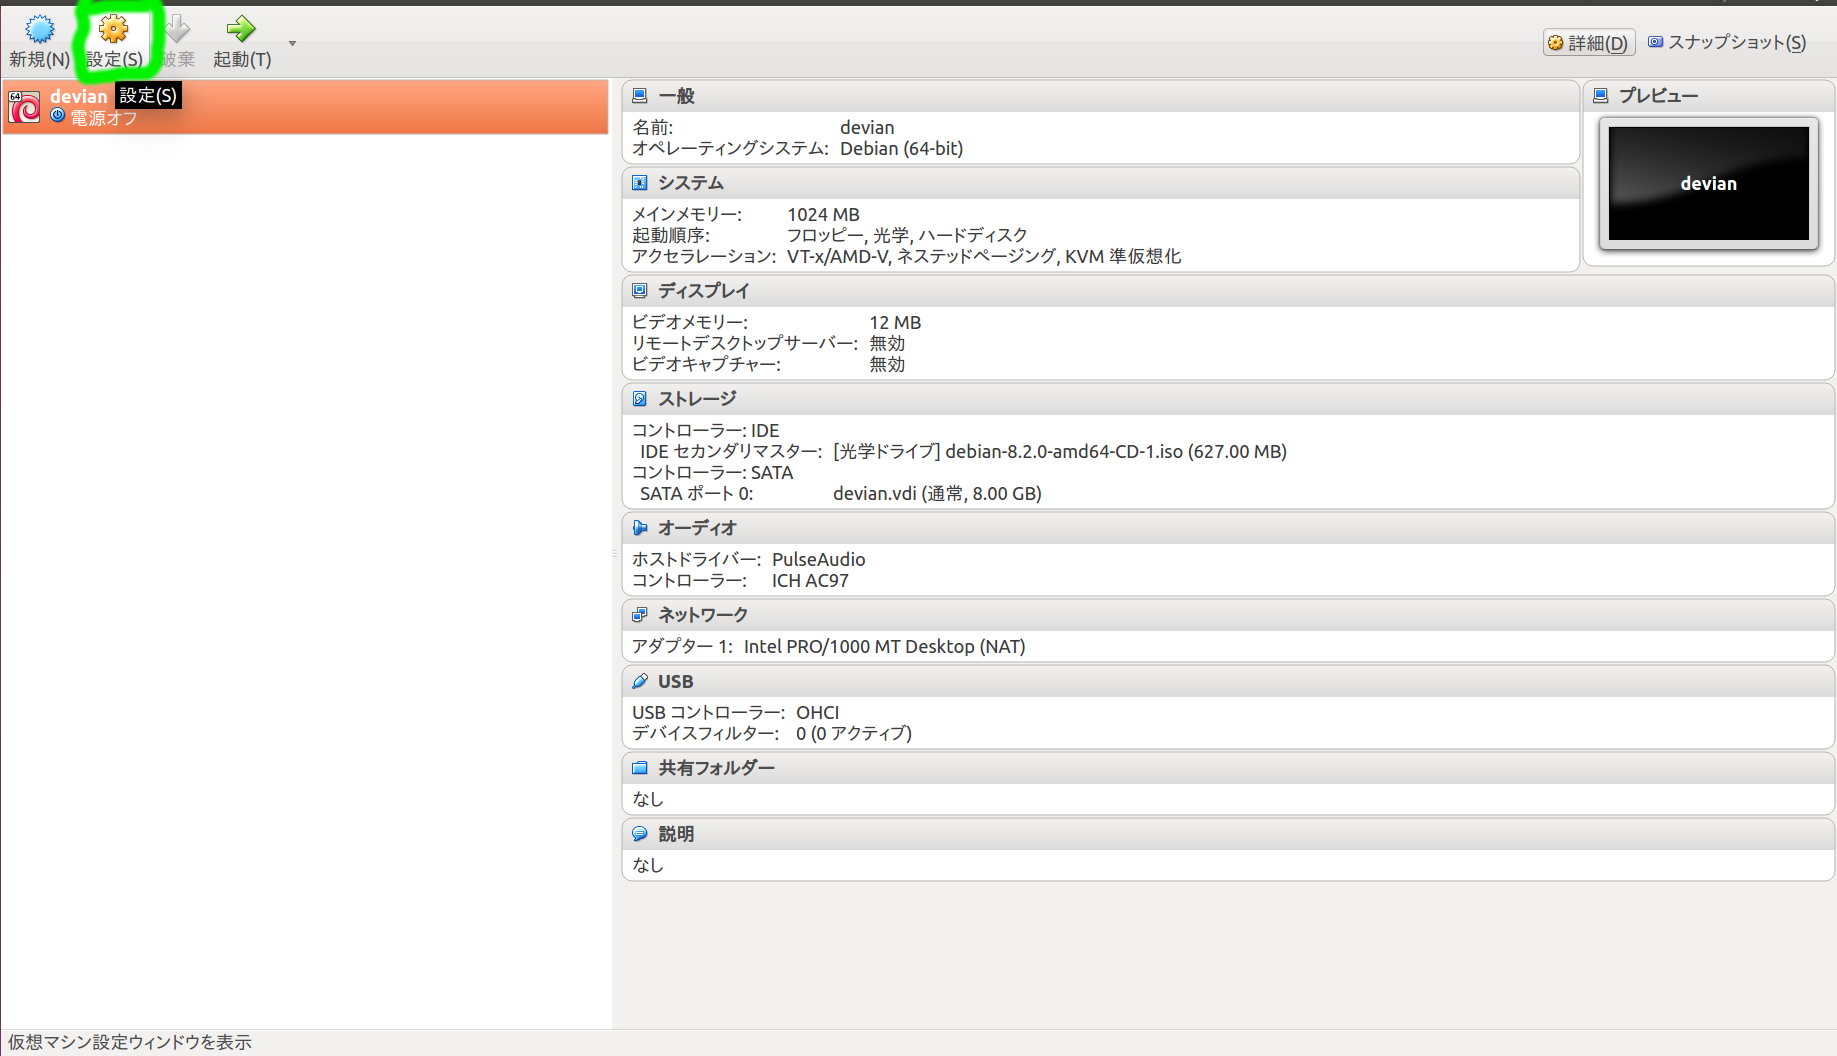 新規(N) 設定(S) 破棄 起動(T) 詳細(D) スナップショット(S)
64 devian 設定(S)
電源オフ
一般
名前: devian
オペレーティングシステム: Debian (64-bit)
システム
メインメモリー: 1024 MB
起動順序: フロッピー, 光学, ハードディスク
アクセラレーション: VT-x/AMD-V, ネステッドページング, KVM 準仮想化
プレビュー
devian
ディスプレイ
ビデオメモリー: 12 MB
リモートデスクトップサーバー: 無効
ビデオキャプチャー: 無効
ストレージ
コントローラー: IDE
IDE セカンダリマスター: [光学ドライブ] debian-8.2.0-amd64-CD-1.iso (627.00 MB)
コントローラー: SATA
SATA ポート 0: devian.vdi (通常, 8.00 GB)
オーディオ
ホストドライバー: PulseAudio
コントローラー: ICH AC97
ネットワーク
アダプター 1: Intel PRO/1000 MT Desktop (NAT)
USB
USB コントローラー: OHCI
デバイスフィルター: 0 (0 アクティブ)
共有フォルダー
なし
説明
なし
仮想マシン設定ウィンドウを表示